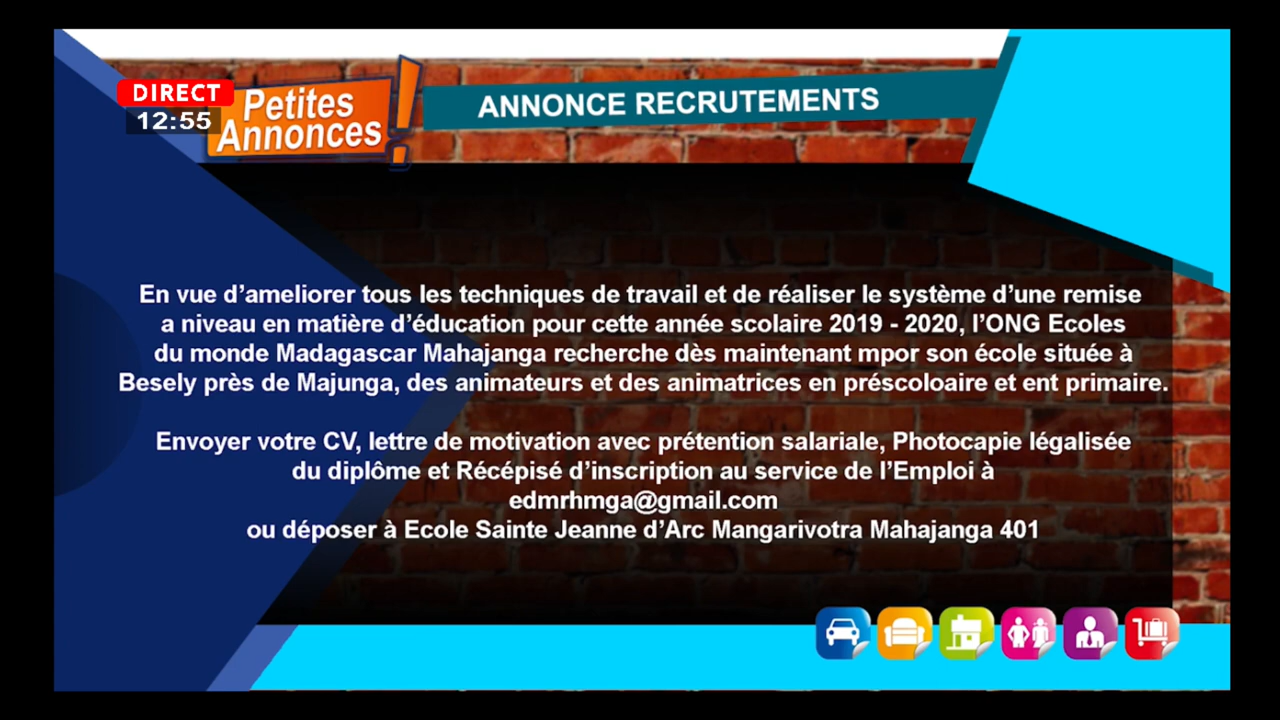 DIRECT
12:55
Petites
Annonces
ANNONCE RECRUTEMENTS
En vue d'ameliorer tous les techniques de travail et de réaliser le système d'une remise
a niveau en matière d'éducation pour cette année scolaire 2019 - 2020, l'ONG Ecoles
du monde Madagascar Mahajanga recherche dès maintenant mpor son école située à
Besely près de Majunga, des animateurs et des animatrices en préscoloaire et ent primaire.
Envoyer votre CV, lettre de motivation avec prétention salariale, Photocapie légalisée
du diplôme et Récépisé d'inscription au service de l'Emploi à
edmrhmga@gmail.com
ou déposer à Ecole Sainte Jeanne d'Arc Mangarivotra Mahajanga 401